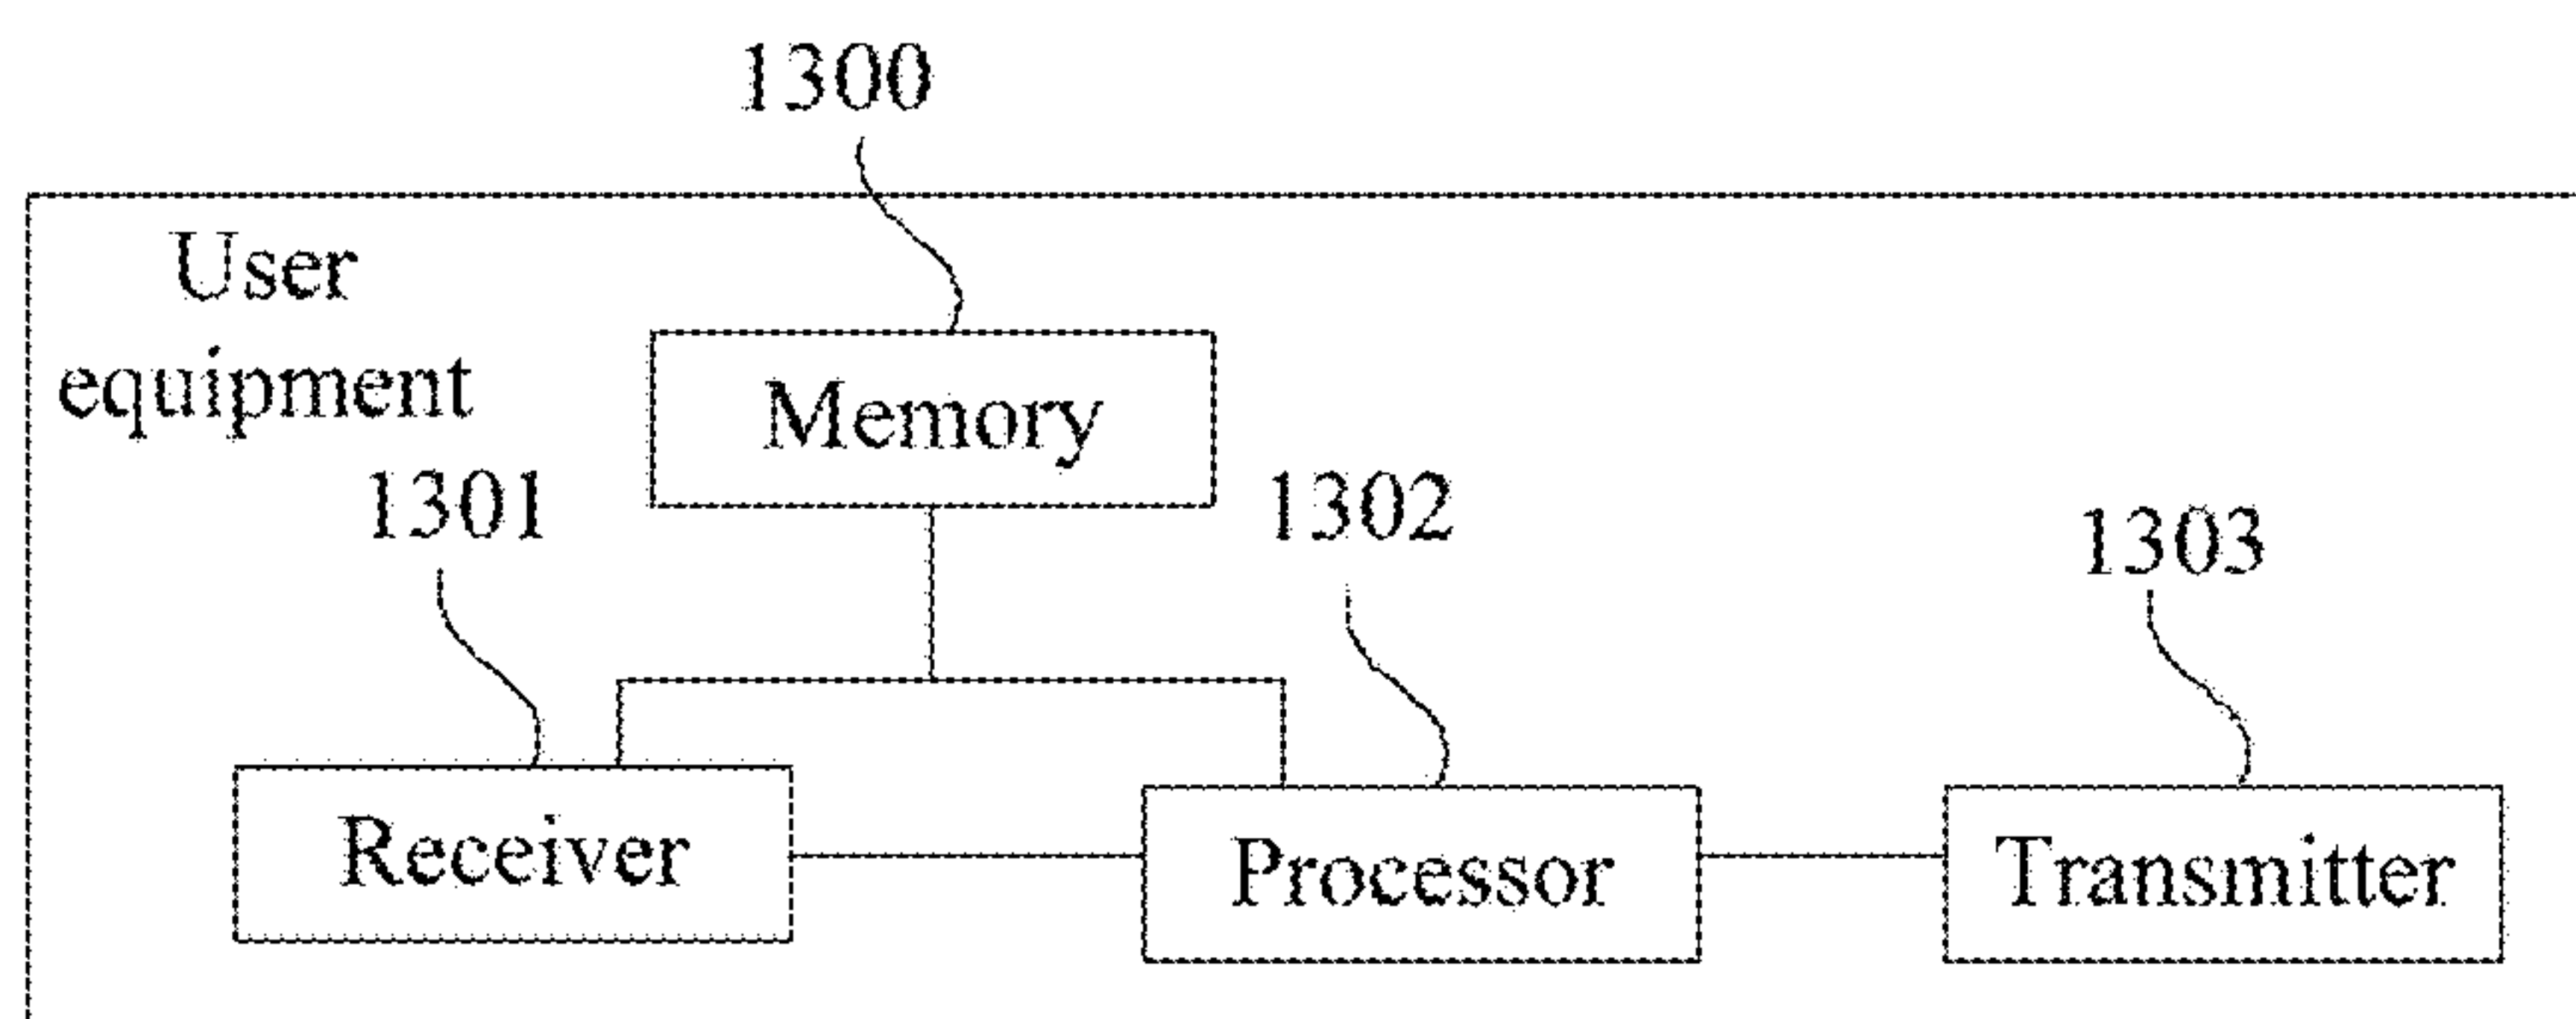 1300
User
equipment
Memory
1301
1302
1303
Receiver
Processor
Transmitter